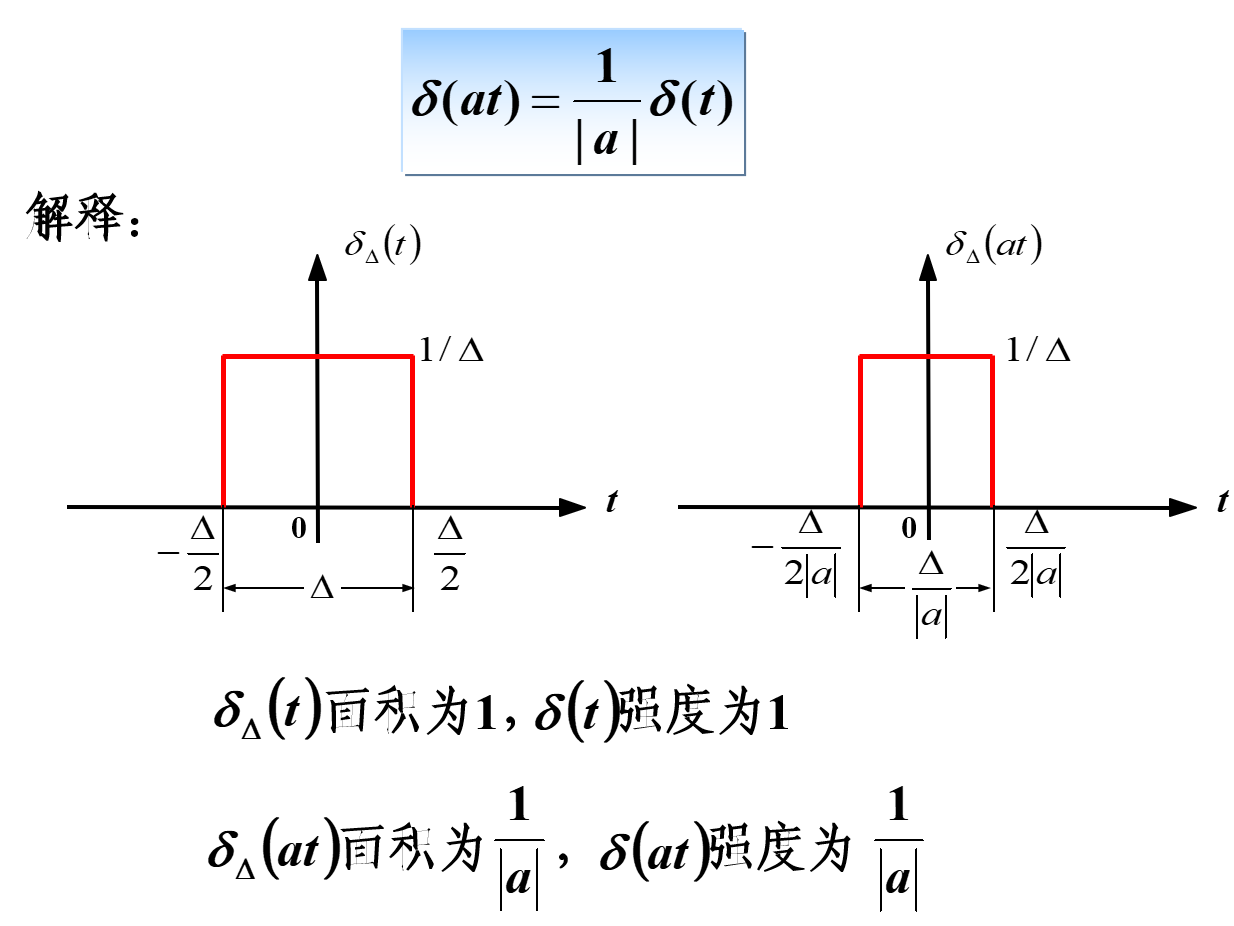 δ(at) = 1/|a| δ(t)
解释：
δ_Δ(t)
δ_Δ(at)
1/Δ
1/Δ
t
t
0
0
-Δ/2
Δ/2
-Δ/2|a|
Δ/2|a|
Δ
Δ/|a|
δ_Δ(t)面积为1，δ(t)强度为1
δ_Δ(at)面积为1/|a|，δ(at)强度为 1/|a|